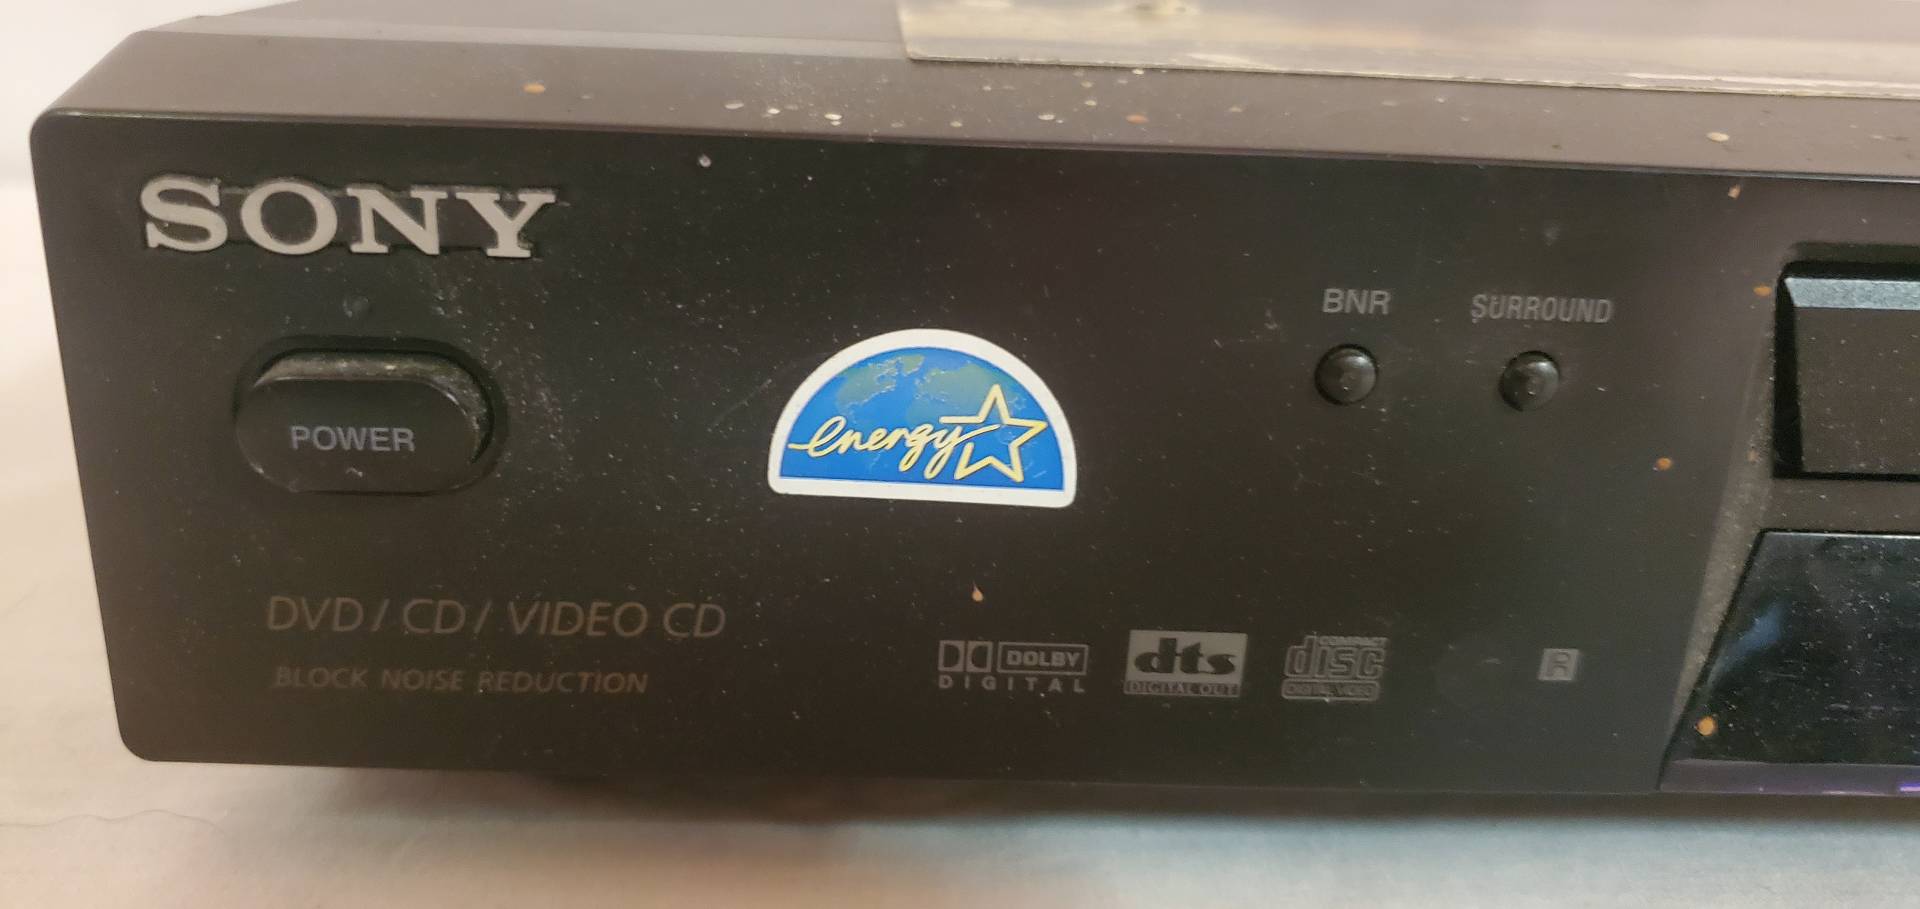 SONY
BNR
SURROUND
POWER
energy
DVD / CD / VIDEO CD
BLOCK NOISE REDUCTION
DOLBY
DIGITAL
dts
DIGITAL OUT
COMPACT
disc
DIGITAL VIDEO
R